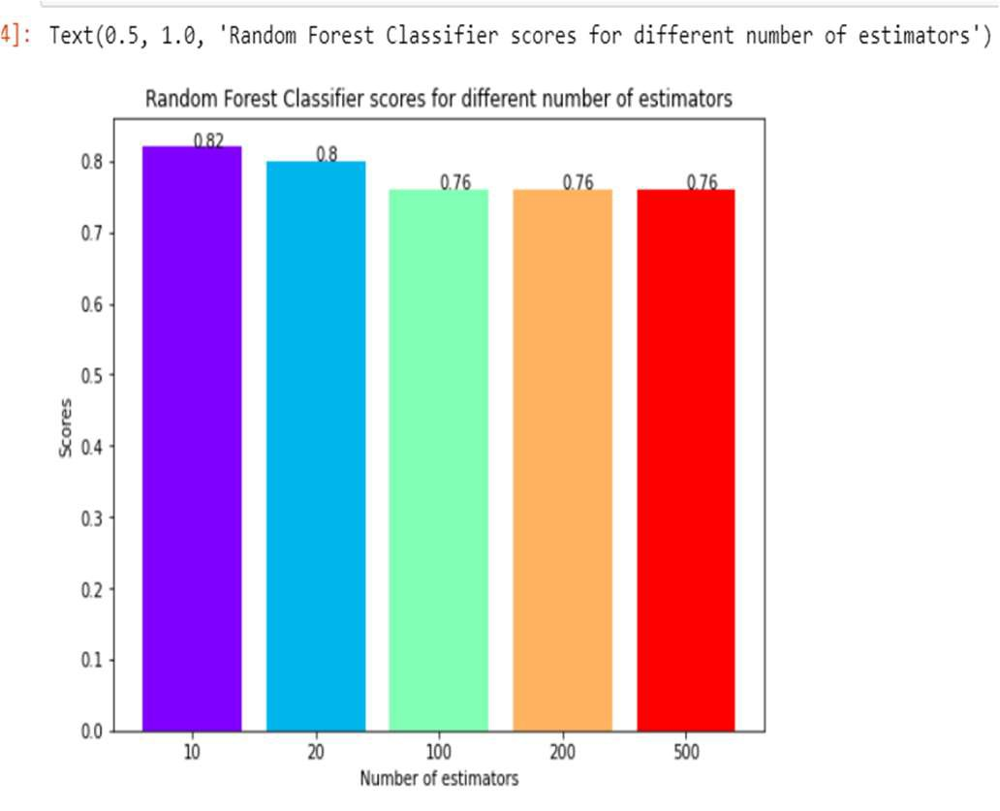 4]: Text(0.5, 1.0, 'Random Forest Classifier scores for different number of estimators')
Random Forest Classifier scores for different number of estimators
0.82
0.8
0.76
0.76
0.76
Scores
0.8
0.7
0.6
0.5
0.4
0.3
0.2
0.1
0.0
10 20 100 200 500
Number of estimators